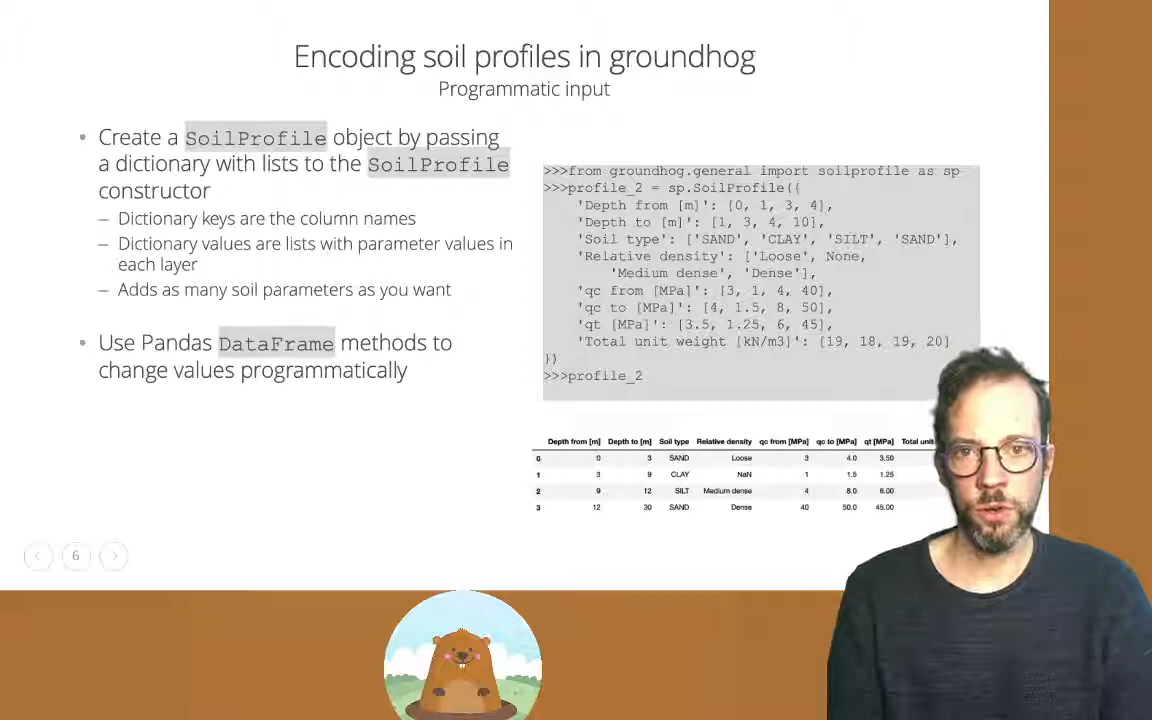 Encoding soil profiles in groundhog
Programmatic input
• Create a SoilProfile object by passing
a dictionary with lists to the SoilProfile
constructor
– Dictionary keys are the column names
– Dictionary values are lists with parameter values in
each layer
– Adds as many soil parameters as you want
• Use Pandas DataFrame methods to
change values programmatically
>>>from groundhog.general import soilprofile as sp
>>>profile_2 = sp.SoilProfile({
'Depth from [m]': [0, 1, 3, 4],
'Depth to [m]': [1, 3, 4, 10],
'Soil type': ['SAND', 'CLAY', 'SILT', 'SAND'],
'Relative density': ['Loose', None,
'Medium dense', 'Dense'],
'qc from [MPa]': [3, 1, 4, 40],
'qc to [MPa]': [4, 1.5, 8, 50],
'qt [MPa]': [3.5, 1.25, 6, 45],
'Total unit weight [kN/m3]': [19, 18, 19, 20]
})
>>>profile_2
Depth from [m] Depth to [m] Soil type Relative density qc from [MPa] qc to [MPa] qt [MPa] Total
0 0 3 SAND Loose 3 4.0 3.50
1 3 9 CLAY NaN 1 1.5 1.25
2 9 12 SILT Medium dense 4 8.0 6.00
3 12 30 SAND Dense 40 50.0 45.00
6